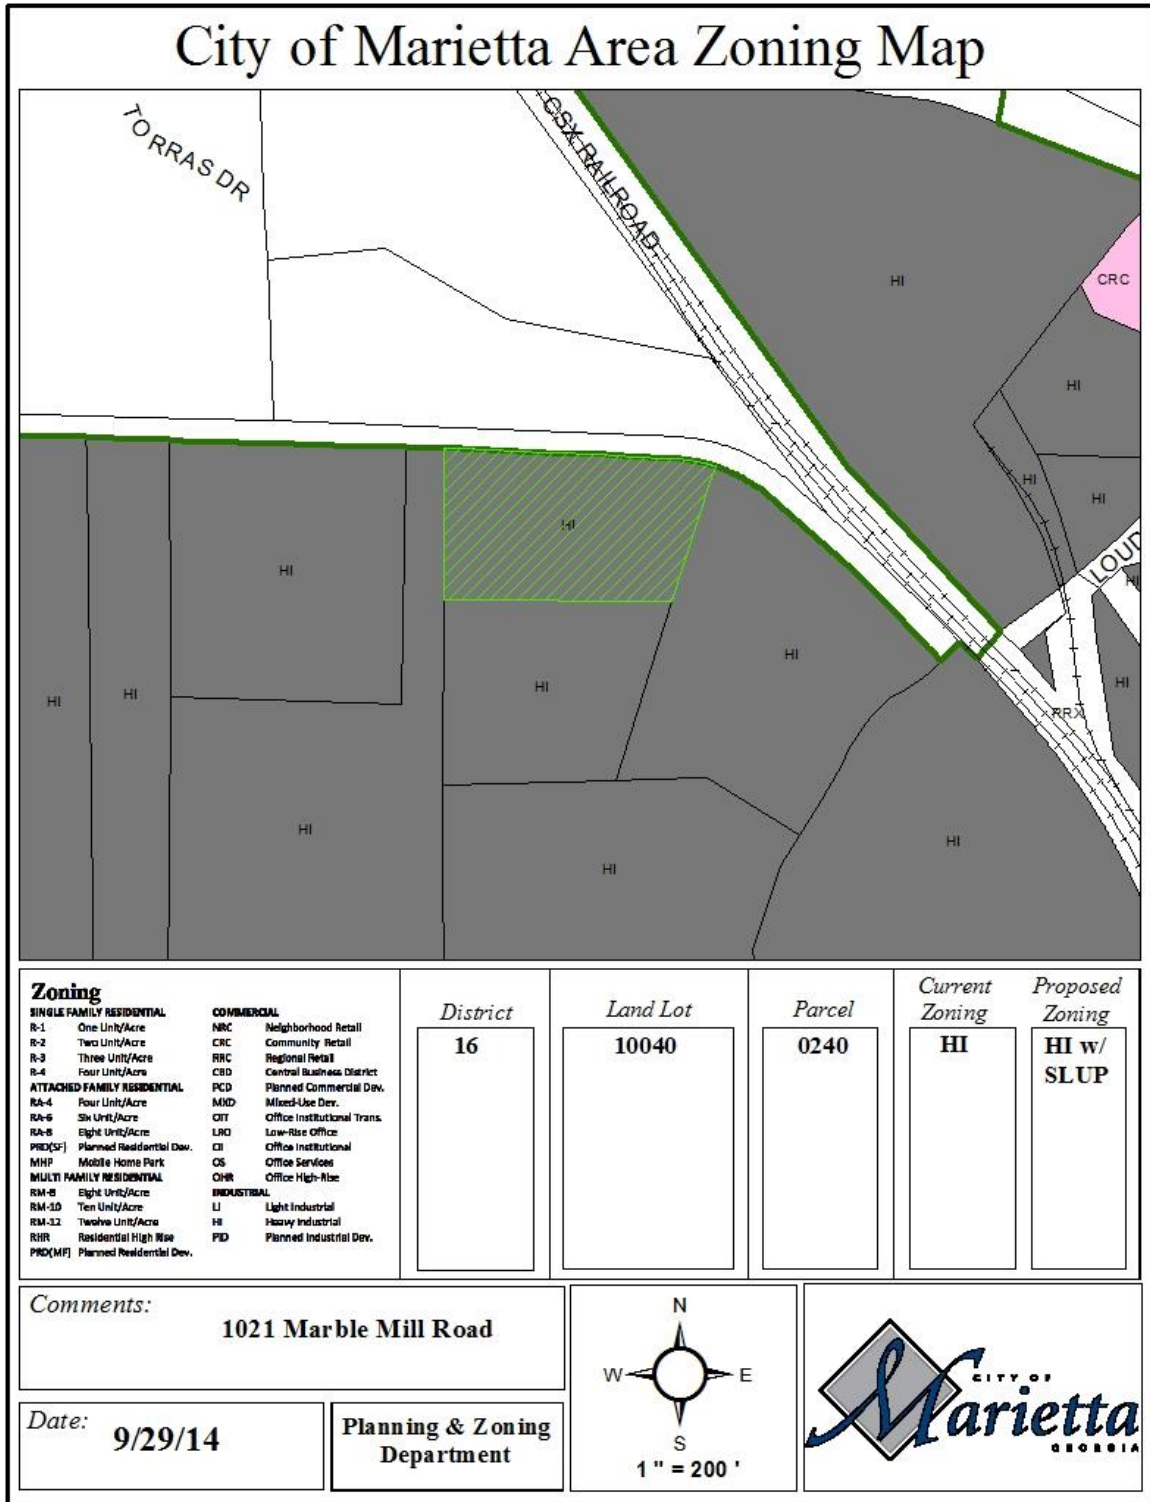 City of Marietta Area Zoning Map
TORRAS DR
CSX RAILROAD
HI
CRC
HI
HI
HI
LOUD
HI
HI
HI
HI
HI
HI
HI
HI
RRX
HI
HI
HI
HI
Zoning
SINGLE FAMILY RESIDENTIAL
R-1 One Unit/Acre
R-2 Two Unit/Acre
R-3 Three Unit/Acre
R-4 Four Unit/Acre
ATTACHED FAMILY RESIDENTIAL
RA-4 Four Unit/Acre
RA-6 Six Unit/Acre
RA-8 Eight Unit/Acre
PRD(SF) Planned Residential Dev.
MHP Mobile Home Park
MULTI FAMILY RESIDENTIAL
RM-8 Eight Unit/Acre
RM-10 Ten Unit/Acre
RM-12 Twelve Unit/Acre
RHR Residential High Rise
PRD(MF) Planned Residential Dev.
COMMERCIAL
NRC Neighborhood Retail
CRC Community Retail
RRC Regional Retail
CBD Central Business District
PCD Planned Commercial Dev.
MXD Mixed-Use Dev.
OIT Office Institutional Trans.
LRO Low-Rise Office
OI Office Institutional
OS Office Services
OHR Office High-Rise
INDUSTRIAL
LI Light Industrial
HI Heavy Industrial
PID Planned Industrial Dev.
District
16
Land Lot
10040
Parcel
0240
Current
Zoning
HI
Proposed
Zoning
HI w/
SLUP
Comments:
1021 Marble Mill Road
Date:
9/29/14
Planning & Zoning
Department
N
W E
S
1 " = 200 '
CITY OF
Marietta
GEORGIA